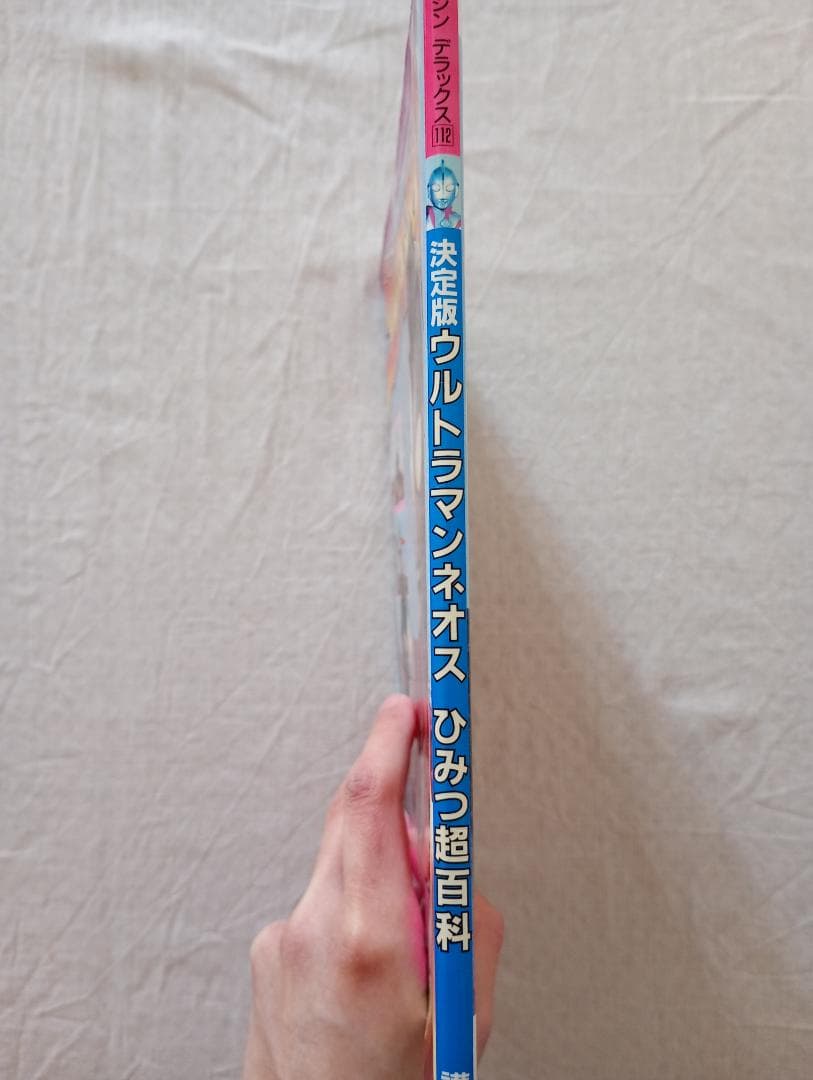 ジン デラックス 112
決定版 ウルトラマンネオス ひみつ超百科